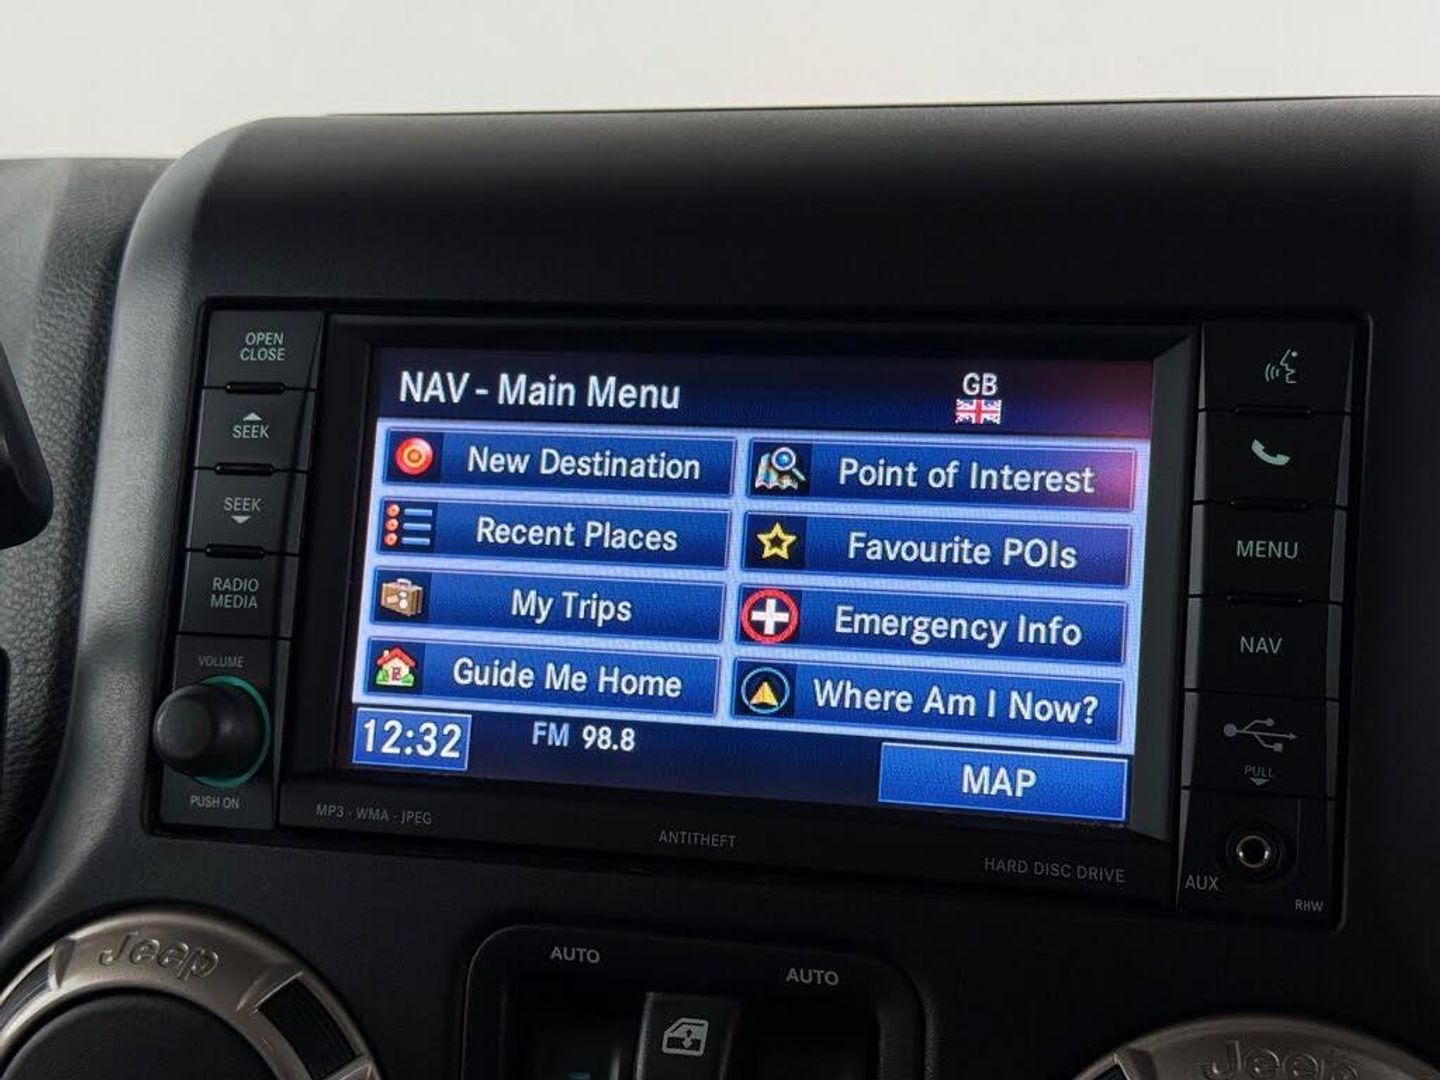 OPEN
CLOSE
SEEK
SEEK
RADIO
MEDIA
VOLUME
PUSH ON
NAV - Main Menu
GB
New Destination
Point of Interest
Recent Places
Favourite POIs
My Trips
Emergency Info
Guide Me Home
Where Am I Now?
12:32
FM 98.8
MAP
MENU
NAV
PULL
AUX
RHW
MP3 - WMA - JPEG
ANTITHEFT
HARD DISC DRIVE
Jeep
AUTO
AUTO
Jeep